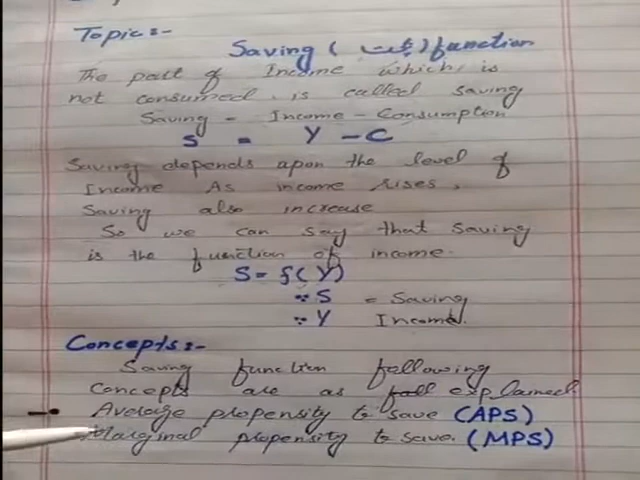 Topic:-
Saving (بچت) function
The part of Income which is
not consumed is called saving
Saving = Income - Consumption
S = Y - C
Saving depends upon the level of
Income As income rises,
Saving also increase
So we can say that saving
is the function of income.
S = f(Y)
∵ S = Saving
∵ Y Income.
Concepts:-
Saving function following
Concepts are as explained.
Average propensity to save (APS)
Marginal propensity to save. (MPS)